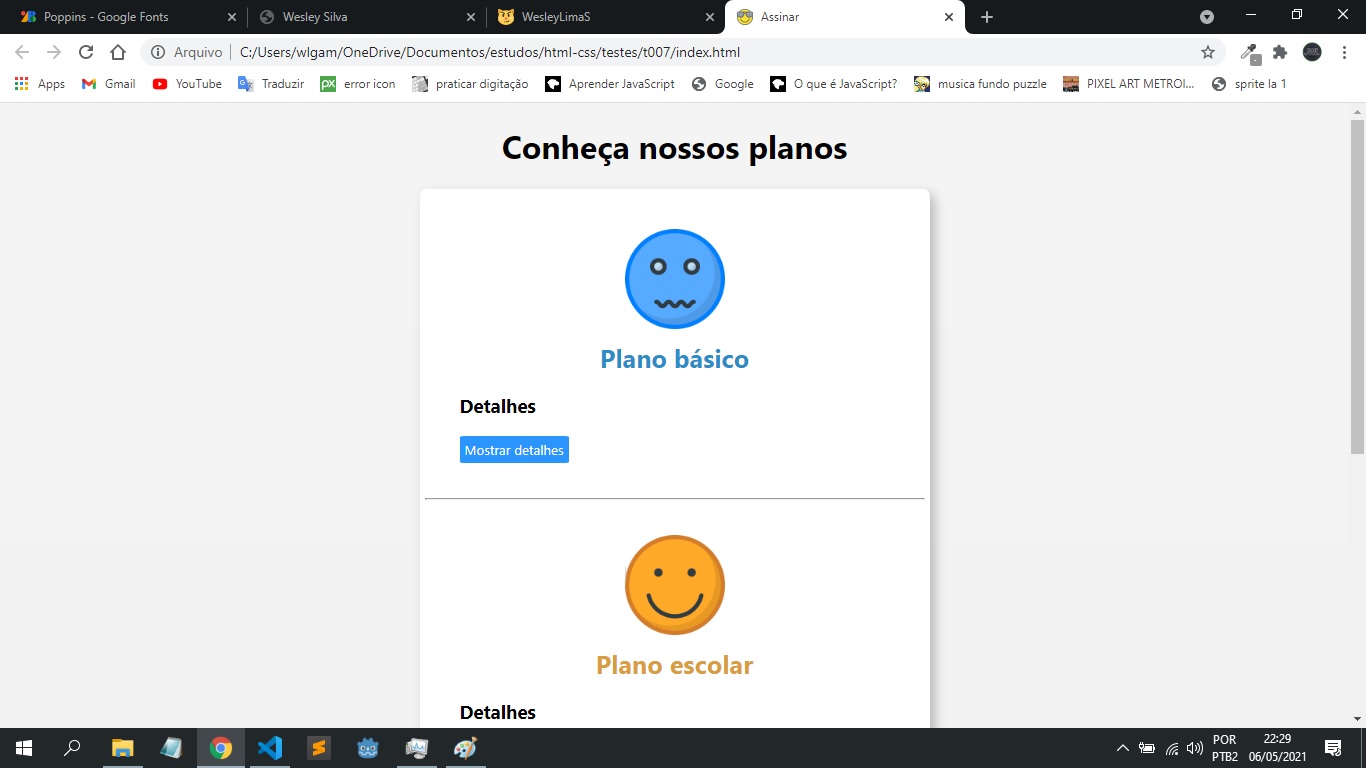 Poppins - Google Fonts
Wesley Silva
WesleyLimaS
Assinar
Arquivo | C:/Users/wlgam/OneDrive/Documentos/estudos/html-css/testes/t007/index.html
Apps
Gmail
YouTube
Traduzir
px error icon
praticar digitação
Aprender JavaScript
Google
O que é JavaScript?
musica fundo puzzle
PIXEL ART METROI...
sprite la 1
Conheça nossos planos
Plano básico
Detalhes
Mostrar detalhes
Plano escolar
Detalhes
POR
PTB2
22:29
06/05/2021